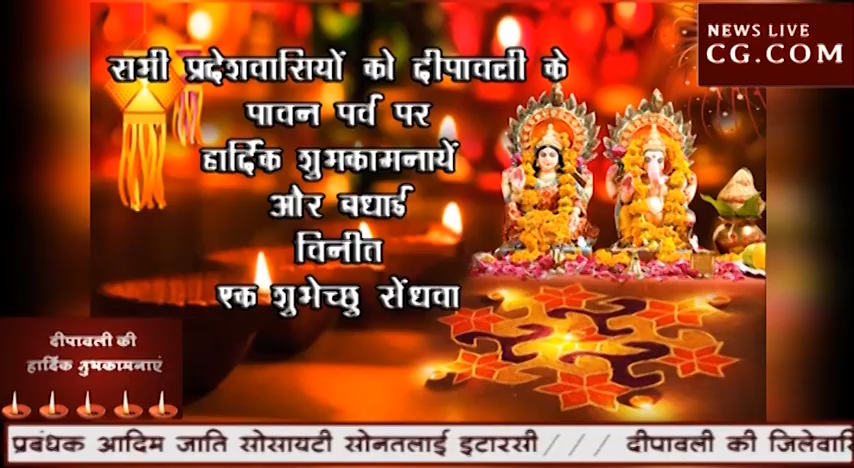 NEWS LIVE
CG.COM
सभी प्रदेशवासियों को दीपावली के
पावन पर्व पर
हार्दिक शुभकामनायें
और बधाई
विनीत
एक शुभेच्छु सेंधवा
दीपावली की
हार्दिक शुभकामनाएं
प्रबंधक आदिम जाति सोसायटी सोनतलाई इटारसी /// दीपावली की जिलेवासि